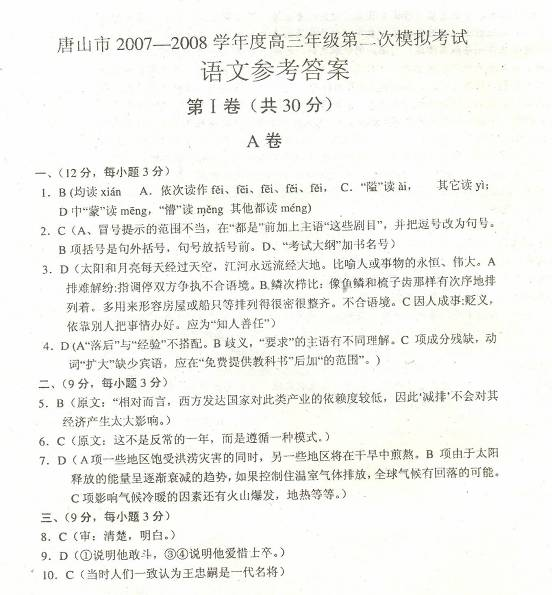 唐山市 2007—2008 学年度高三年级第二次模拟考试
语文参考答案
第Ⅰ卷（共 30 分）
A 卷
一、（12 分，每小题 3 分）
1．B (均读 xián A．依次读作 fěi、fēi、fēi、fěi、fēi， C．“隘”读 ài， 其它读 yì；
D 中“蒙”读 mēng，“懵”读 měng 其他都读 méng)
2．C（A、冒号提示的范围不当，在“都是”前加上主语“这些剧目”，并把逗号改为句号。
B 项括号是句外括号，句号放括号前。D、“考试大纲”加书名号）
3．D（太阳和月亮每天经过天空，江河永远流经大地。比喻人或事物的永恒、伟大。A
排难解纷:指调停双方争执不合语境。B.鳞次栉比：像鱼鳞和梳子齿那样有次序地排
列着。多用来形容房屋或船只等排列得很密很整齐。不合语境。C 因人成事:贬义，
依靠别人把事情办好。应为“知人善任”）
4．D (A“落后”与“经验”不搭配。B 歧义，“要求”的主语有不同理解。C 项成分残缺，动
词“扩大”缺少宾语，应在“免费提供教科书”后加“的范围”。)
二、（9 分，每小题 3 分）
5．B（原文：“相对而言，西方发达国家对此类产业的依赖度较低，因此‘减排’不会对其
经济产生太大影响。）
6．C（原文：这不是反常的一年，而是遵循一种模式。）
7．D（A 项一些地区饱受洪涝灾害的同时，另一些地区将在干旱中煎熬。B 项由于太阳
释放的能量呈逐渐衰减的趋势，如果控制住温室气体排放，全球气候有回落的可能。
C 项影响气候冷暖的因素还有火山爆发，地热等等。）
三、（9 分，每小题 3 分）
8．C（审：清楚，明白。）
9．D（①说明他敢斗，③④说明他爱惜士卒。）
10．C（当时人们一致认为王忠嗣是一代名将）